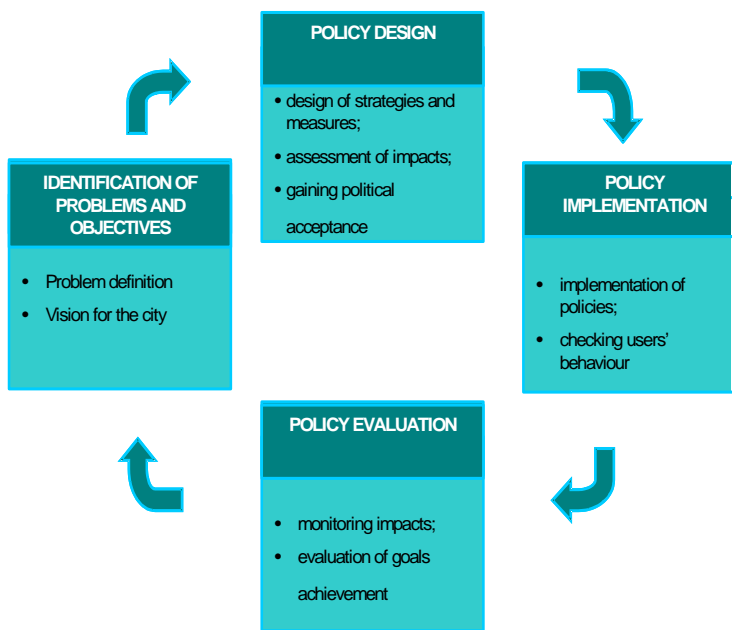 POLICY DESIGN
• design of strategies and
measures;
• assessment of impacts;
• gaining political
acceptance
IDENTIFICATION OF
PROBLEMS AND
OBJECTIVES
• Problem definition
• Vision for the city
POLICY
IMPLEMENTATION
• implementation of
policies;
• checking users’
behaviour
POLICY EVALUATION
• monitoring impacts;
• evaluation of goals
achievement